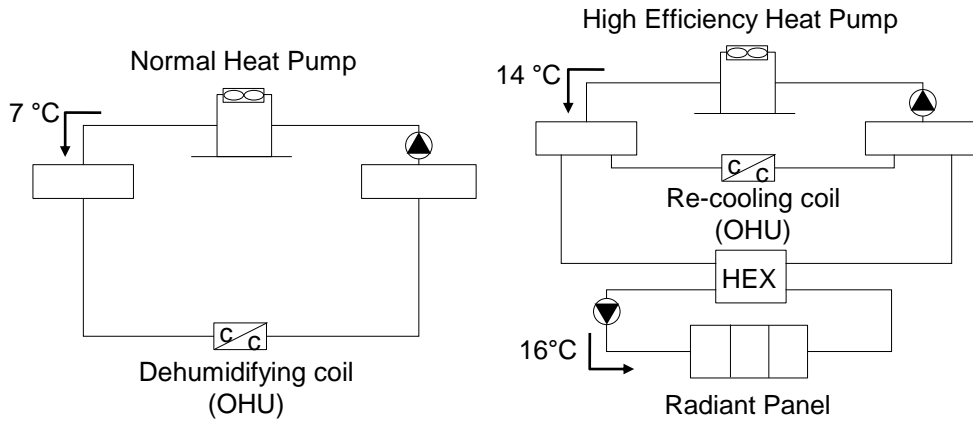 Normal Heat Pump
7 °C
c c
Dehumidifying coil
(OHU)
High Efficiency Heat Pump
14 °C
c c
Re-cooling coil
(OHU)
HEX
16°C
Radiant Panel